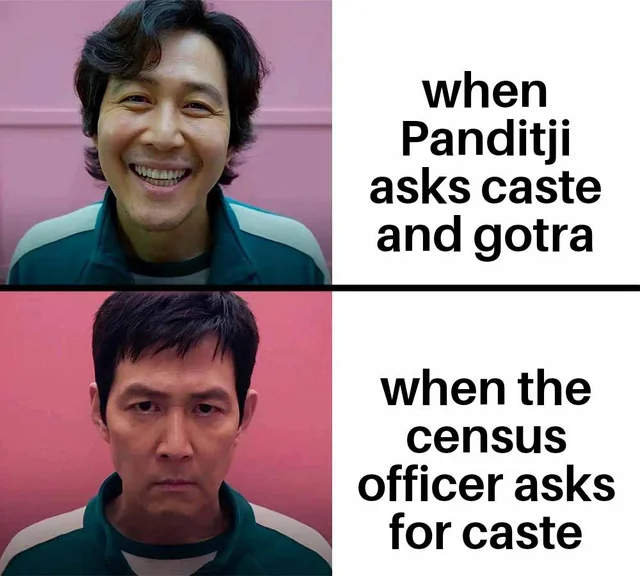 when
Panditji
asks caste
and gotra
when the
census
officer asks
for caste